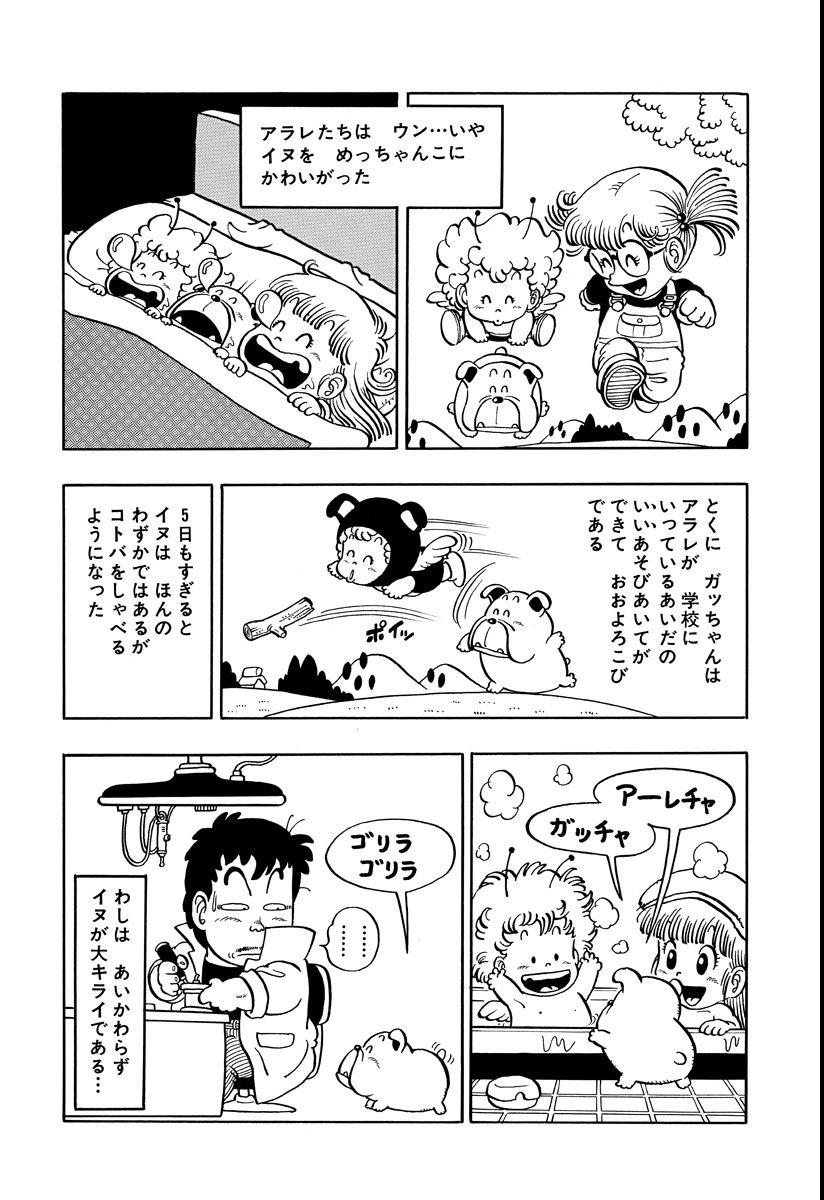 アラレたちは　ウン…いや
イヌを　めっちゃんこに
かわいがった
とくに　ガッちゃんは
アラレが　学校に
いっているあいだの
いいあそびあいてが
できて　おおよろこび
である
ポイッ
5日もすぎると
イヌは　ほんの
わずかではあるが
コトバをしゃべる
ようになった
アーレチャ
ガッチャ
ゴリラ
ゴリラ
……
……
わしは　あいかわらず
イヌが大キライである…